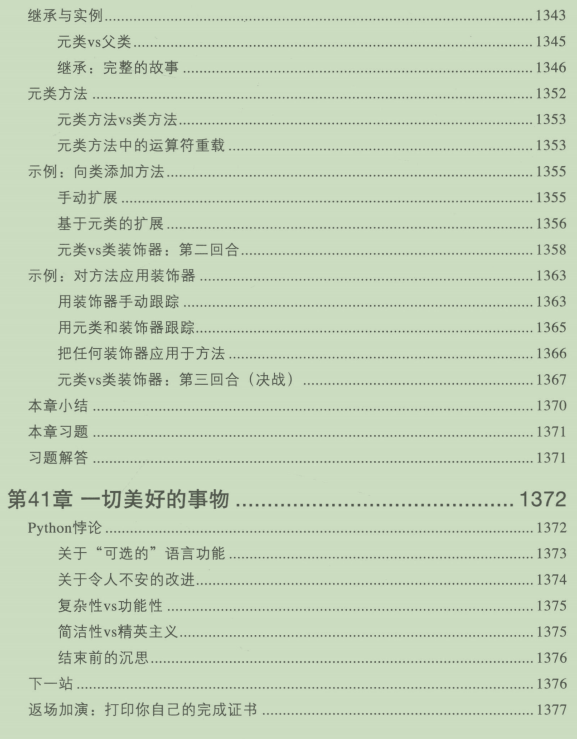 继承与实例 1343
元类vs父类 1345
继承：完整的故事 1346
元类方法 1352
元类方法vs类方法 1353
元类方法中的运算符重载 1353
示例：向类添加方法 1355
手动扩展 1355
基于元类的扩展 1356
元类vs类装饰器：第二回合 1358
示例：对方法应用装饰器 1363
用装饰器手动跟踪 1363
用元类和装饰器跟踪 1365
把任何装饰器应用于方法 1366
元类vs类装饰器：第三回合（决战） 1367
本章小结 1370
本章习题 1371
习题解答 1371
第41章 一切美好的事物 1372
Python悖论 1372
关于“可选的”语言功能 1373
关于令人不安的改进 1374
复杂性vs功能性 1375
简洁性vs精英主义 1375
结束前的沉思 1376
下一站 1376
返场加演：打印你自己的完成证书 1377